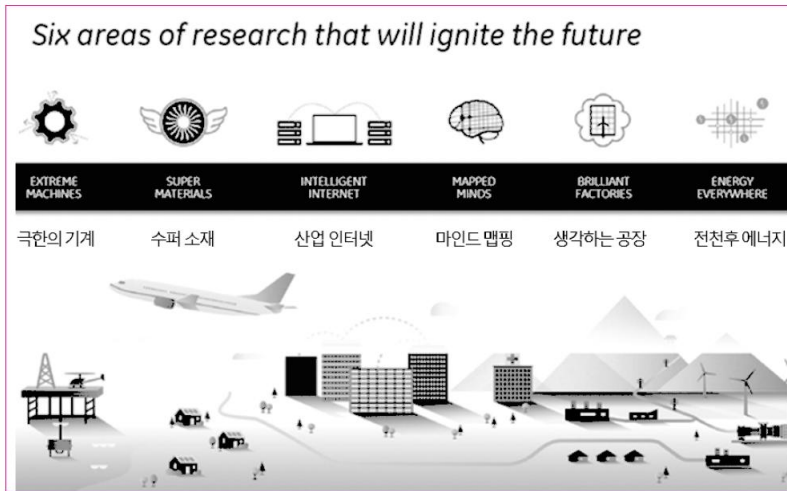 Six areas of research that will ignite the future
EXTREME
MACHINES
SUPER
MATERIALS
INTELLIGENT
INTERNET
MAPPED
MINDS
BRILLIANT
FACTORIES
ENERGY
EVERYWHERE
극한의 기계
수퍼 소재
산업 인터넷
마인드 맵핑
생각하는 공장
전천후 에너지